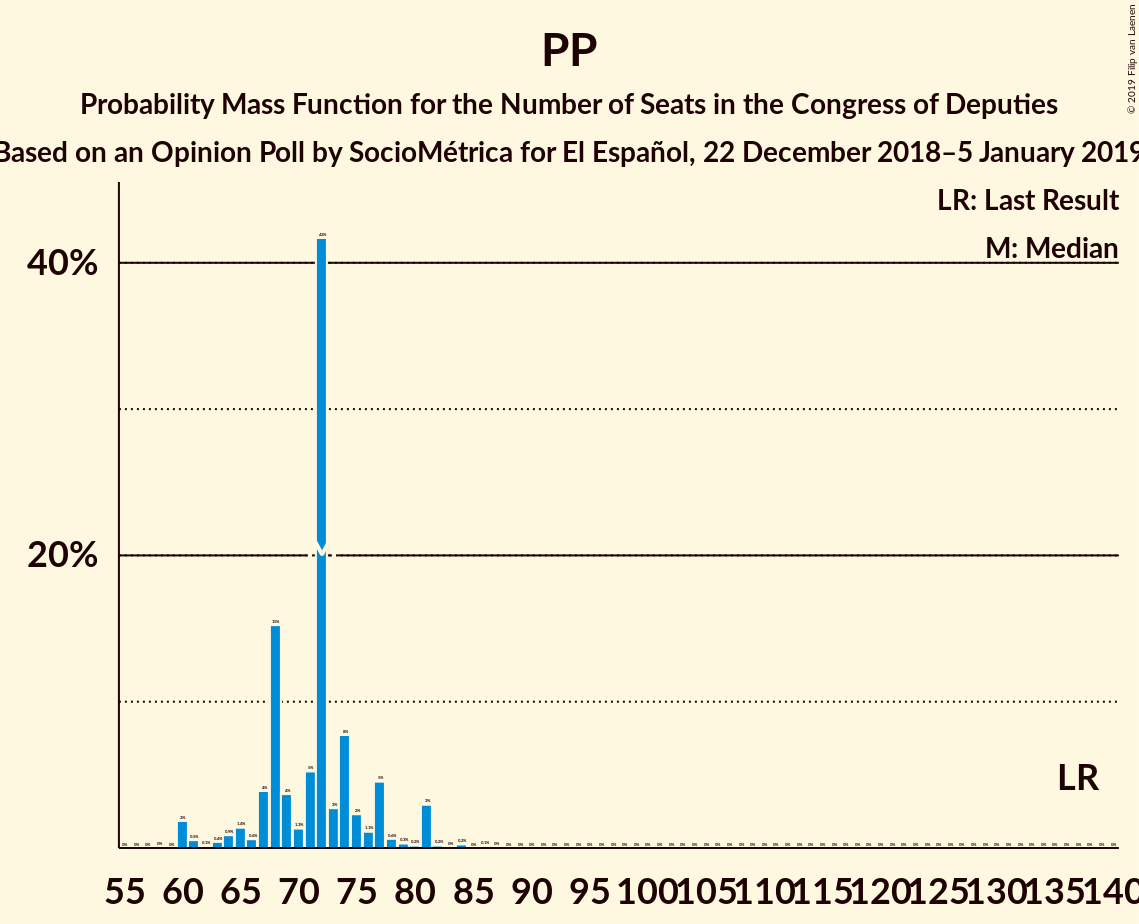 PP
Probability Mass Function for the Number of Seats in the Congress of Deputies
Based on an Opinion Poll by SocioMétrica for El Español, 22 December 2018–5 January 2019
© 2019 Filip van Laenen
LR: Last Result
M: Median
40%
20%
LR
55 60 65 70 75 80 85 90 95 100 105 110 115 120 125 130 135 140